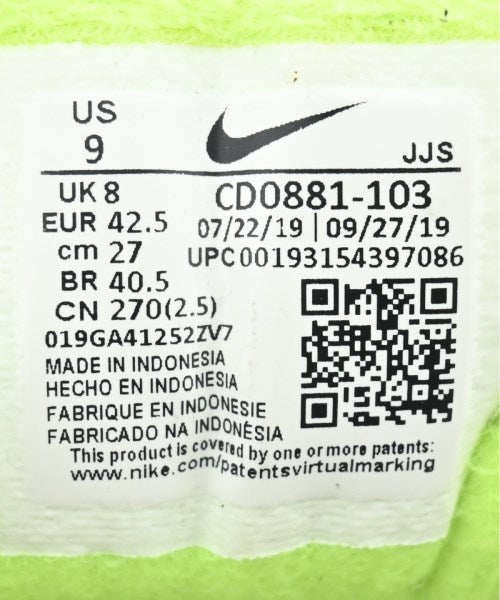 US
9
JJS
UK 8
EUR 42.5
cm 27
BR 40.5
CN 270(2.5)
CD0881-103
07/22/19 | 09/27/19
UPC00193154397086
019GA41252ZV7
MADE IN INDONESIA
HECHO EN INDONESIA
FABRIQUE EN INDONESIE
FABRICADO NA INDONÉSIA
This product is covered by one or more patents:
www.nike.com/patentsvirtualmarking